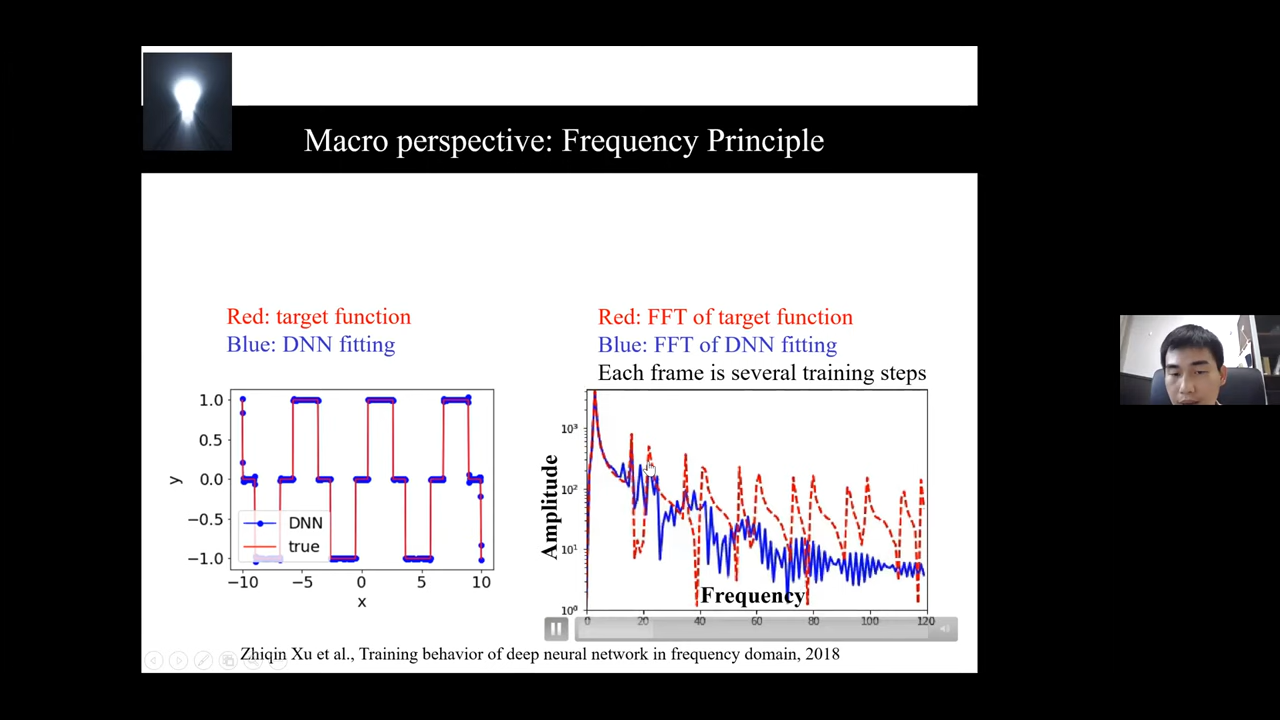 Macro perspective: Frequency Principle
Red: target function
Blue: DNN fitting
Red: FFT of target function
Blue: FFT of DNN fitting
Each frame is several training steps
1.0
0.5
0.0
−0.5
−1.0
y
DNN
true
−10
−5
0
5
10
x
Amplitude
10³
10²
10¹
10⁰
Frequency
0
20
40
60
80
100
120
Zhiqin Xu et al., Training behavior of deep neural network in frequency domain, 2018